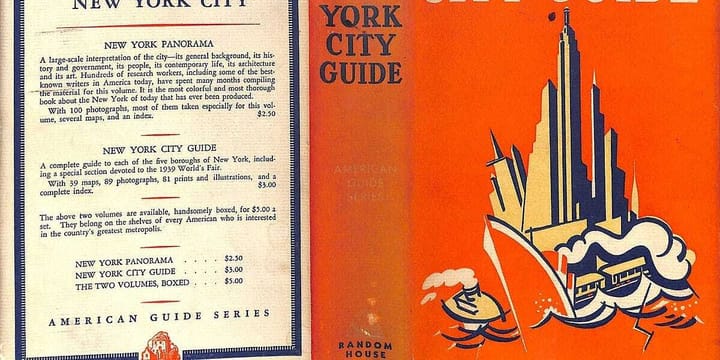 NEW YORK CITY
NEW YORK PANORAMA
A large-scale interpretation of the city—its general background, its his-
tory and government, its people, its contemporary life, its architecture
and its art. Hundreds of research workers, including some of the best-
known writers in America today, have spent many months compiling
the material for this volume. It is the most colorful and most thorough
book about the New York of today that has ever been produced.
With 100 photographs, most of them taken especially for this vol-
ume, several maps, and an index. $2.50
NEW YORK CITY GUIDE
A complete guide to each of the five boroughs of New York, includ-
ing a special section devoted to the 1939 World's Fair.
With 39 maps, 89 photographs, 81 prints and illustrations, and a
complete index. $3.00
The above two volumes are available, handsomely boxed, for $5.00 a
set. They belong on the shelves of every American who is interested
in the country's greatest metropolis.
NEW YORK PANORAMA . . . . $2.50
NEW YORK CITY GUIDE . . . . $3.00
THE TWO VOLUMES, BOXED . . . . $5.00
AMERICAN GUIDE SERIES
YORK
CITY
GUIDE
AMERICAN
GUIDE
SERIES
RANDOM
HOUSE
CITY GUIDE